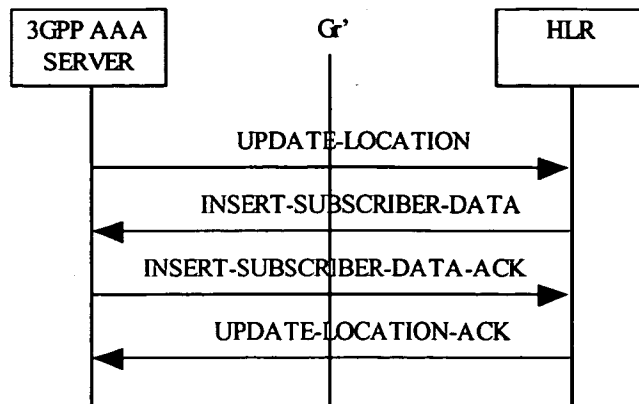 3GPP AAA
SERVER
Gr’
HLR
UPDATE-LOCATION
INSERT-SUBSCRIBER-DATA
INSERT-SUBSCRIBER-DATA-ACK
UPDATE-LOCATION-ACK